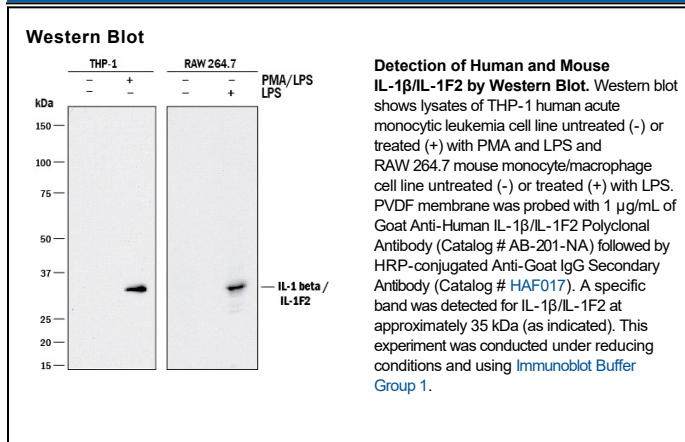 Western Blot
THP-1 RAW 264.7
– + – – PMA/LPS
– – – + LPS
kDa
150
100
75
50
37
25
20
15
IL-1 beta /
IL-1F2
Detection of Human and Mouse
IL-1β/IL-1F2 by Western Blot. Western blot
shows lysates of THP-1 human acute
monocytic leukemia cell line untreated (-) or
treated (+) with PMA and LPS and
RAW 264.7 mouse monocyte/macrophage
cell line untreated (-) or treated (+) with LPS.
PVDF membrane was probed with 1 µg/mL of
Goat Anti-Human IL-1β/IL-1F2 Polyclonal
Antibody (Catalog # AB-201-NA) followed by
HRP-conjugated Anti-Goat IgG Secondary
Antibody (Catalog # HAF017). A specific
band was detected for IL-1β/IL-1F2 at
approximately 35 kDa (as indicated). This
experiment was conducted under reducing
conditions and using Immunoblot Buffer
Group 1.